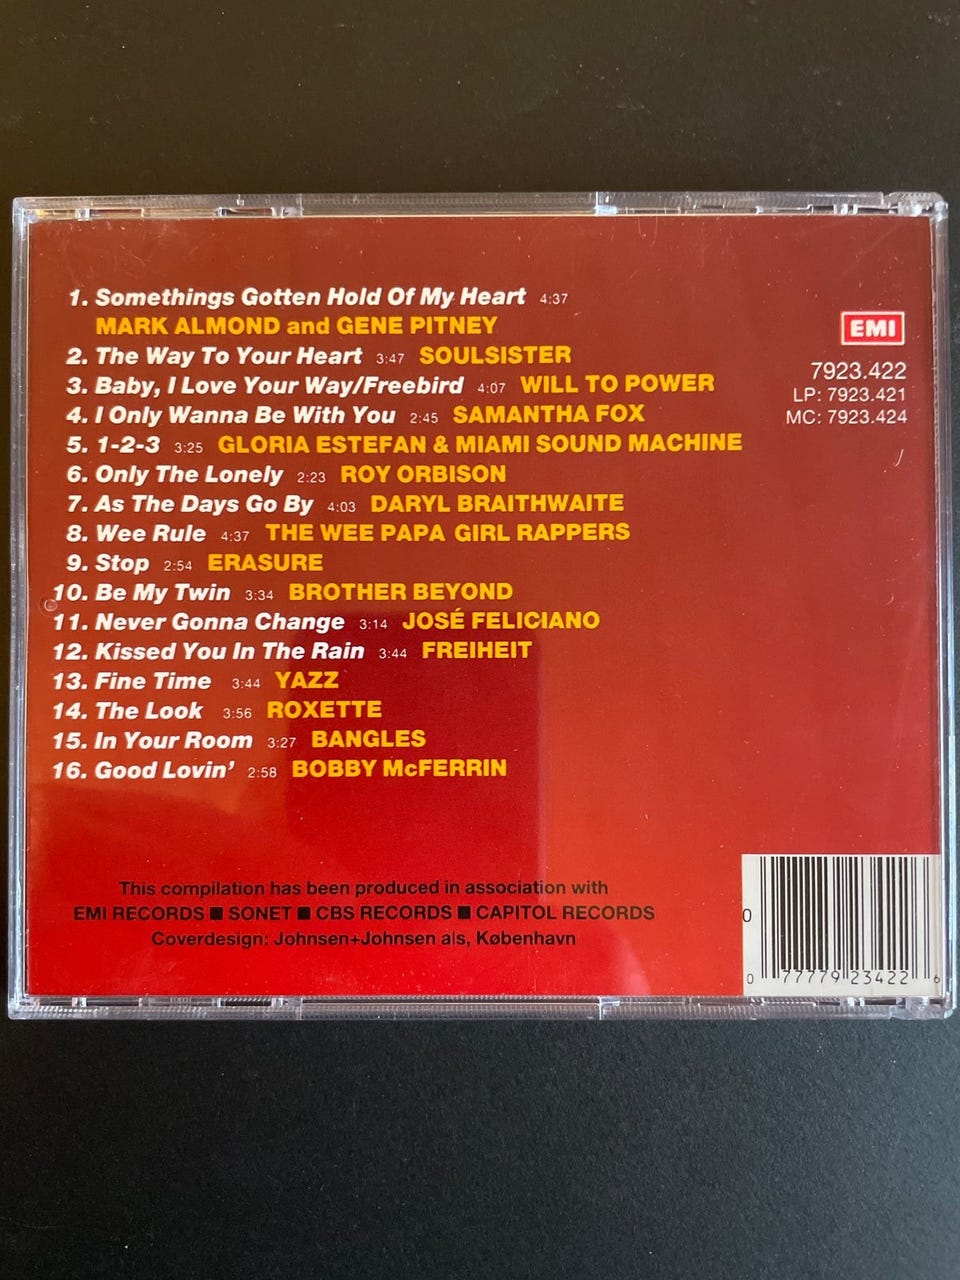 1. Somethings Gotten Hold Of My Heart 4:37
MARK ALMOND and GENE PITNEY
2. The Way To Your Heart 3:47 SOULSISTER
3. Baby, I Love Your Way/Freebird 4:07 WILL TO POWER
4. I Only Wanna Be With You 2:45 SAMANTHA FOX
5. 1-2-3 3:25 GLORIA ESTEFAN & MIAMI SOUND MACHINE
6. Only The Lonely 2:23 ROY ORBISON
7. As The Days Go By 4:03 DARYL BRAITHWAITE
8. Wee Rule 4:37 THE WEE PAPA GIRL RAPPERS
9. Stop 2:54 ERASURE
10. Be My Twin 3:34 BROTHER BEYOND
11. Never Gonna Change 3:14 JOSÉ FELICIANO
12. Kissed You In The Rain 3:44 FREIHEIT
13. Fine Time 3:44 YAZZ
14. The Look 3:56 ROXETTE
15. In Your Room 3:27 BANGLES
16. Good Lovin' 2:58 BOBBY McFERRIN
EMI
7923.422
LP: 7923.421
MC: 7923.424
This compilation has been produced in association with
EMI RECORDS ■ SONET ■ CBS RECORDS ■ CAPITOL RECORDS
Coverdesign: Johnsen+Johnsen als, København
0
0 77779 23422 6